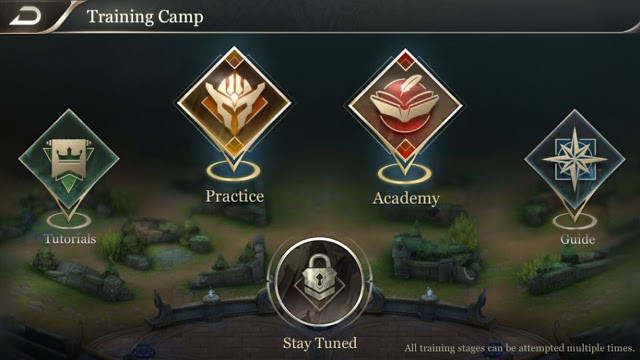 Training Camp
Practice
Academy
Tutorials
Guide
Stay Tuned
All training stages can be attempted multiple times.